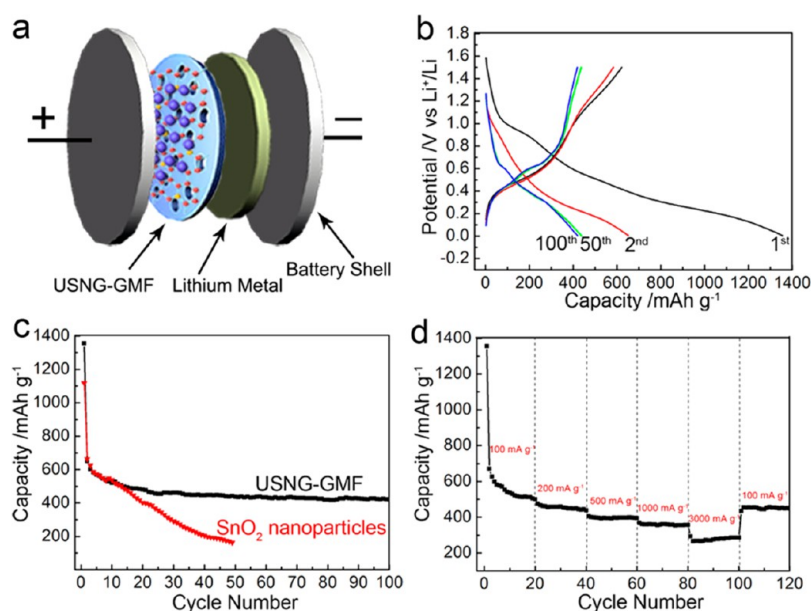 a
+
−
USNG-GMF
Lithium Metal
Battery Shell
b
Potential /V vs Li⁺/Li
1.8
1.6
1.4
1.2
1.0
0.8
0.6
0.4
0.2
0.0
-0.2
100th
50th
2nd
1st
0 200 400 600 800 1000 1200 1400
Capacity /mAh g⁻¹
c
Capacity /mAh g⁻¹
1400
1200
1000
800
600
400
200
USNG-GMF
SnO₂ nanoparticles
0 10 20 30 40 50 60 70 80 90 100
Cycle Number
d
Capacity /mAh g⁻¹
1400
1200
1000
800
600
400
200
100 mA g⁻¹
200 mA g⁻¹
500 mA g⁻¹
1000 mA g⁻¹
3000 mA g⁻¹
100 mA g⁻¹
0 20 40 60 80 100 120
Cycle Number